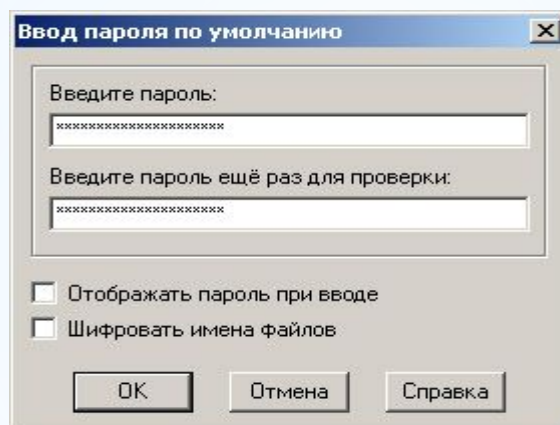 Ввод пароля по умолчанию
Введите пароль:
*********************
Введите пароль ещё раз для проверки:
*********************
Отображать пароль при вводе
Шифровать имена файлов
OK Отмена Справка